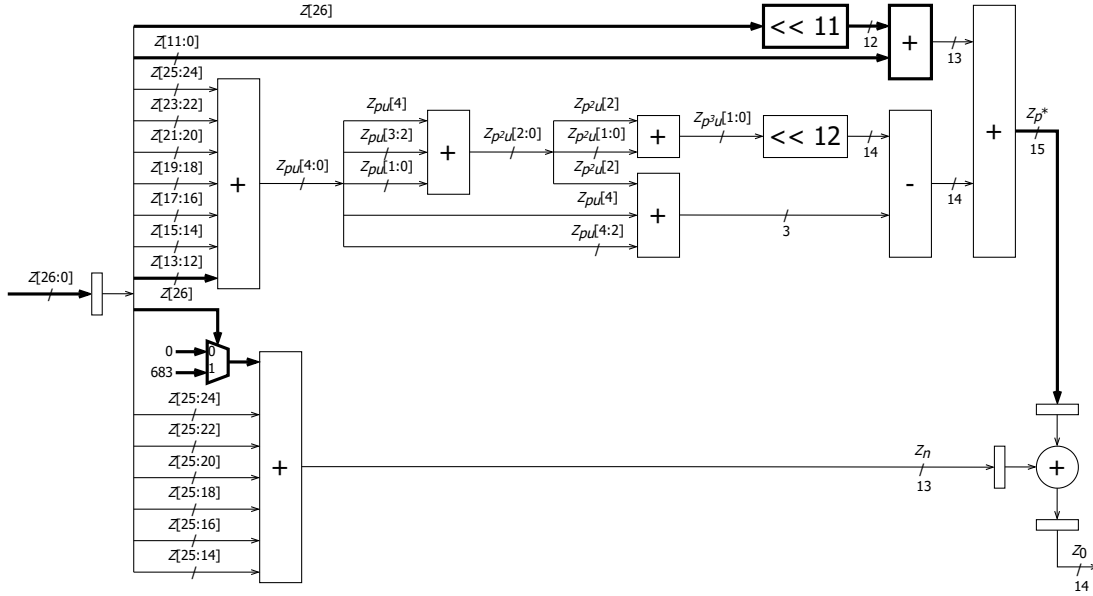 Z[26]
<< 11
12
+
13
Z[11:0]
Z[25:24]
Z[23:22]
Z[21:20]
Z[19:18]
Z[17:16]
Z[15:14]
Z[13:12]
+
Zpu[4:0]
Zpu[4]
Zpu[3:2]
Zpu[1:0]
+
Zp²u[2:0]
Zp²u[2]
Zp²u[1:0]
+
Zp³u[1:0]
<< 12
14
Zp²u[2]
Zpu[4]
Zpu[4:2]
+
3
-
14
+
Zp*
15
Z[26:0]
Z[26]
0
0
683
1
Z[25:24]
Z[25:22]
Z[25:20]
Z[25:18]
Z[25:16]
Z[25:14]
+
Zn
13
+
Z0
14